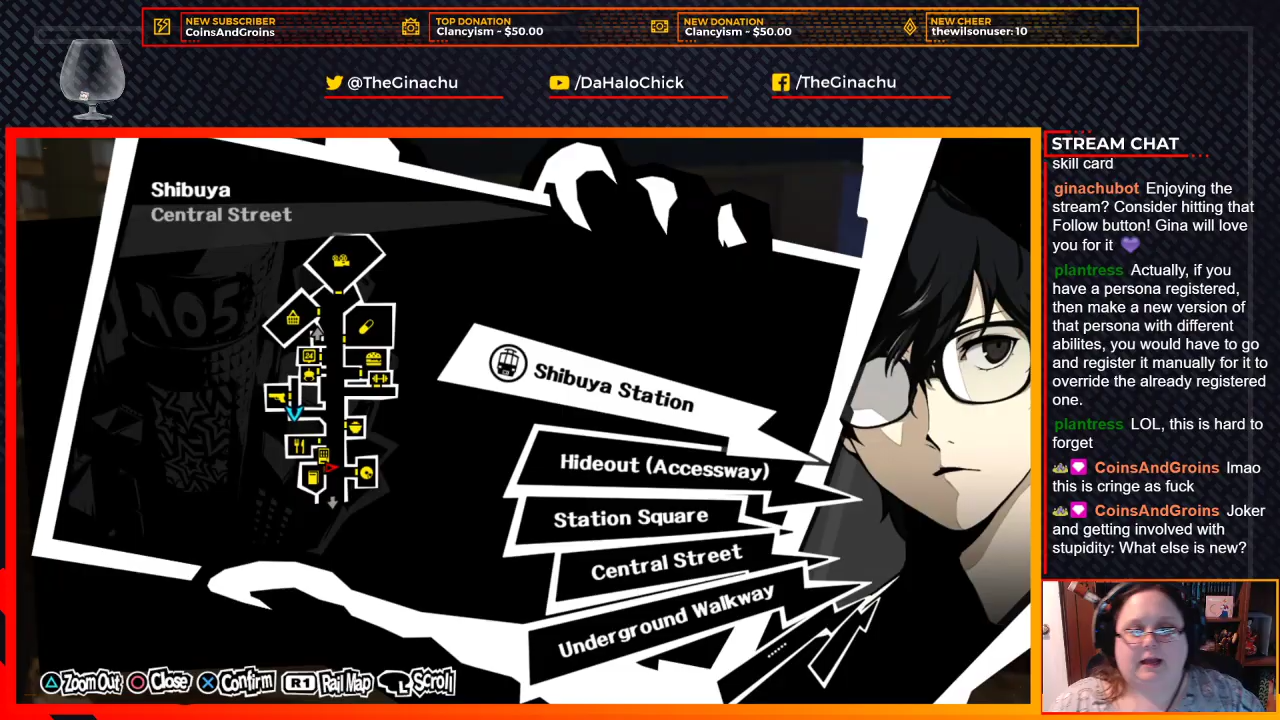 NEW SUBSCRIBER
CoinsAndGroins
TOP DONATION
Clancyism ~ $50.00
NEW DONATION
Clancyism ~ $50.00
NEW CHEER
thewilsonuser: 10
@TheGinachu
/DaHaloChick
/TheGinachu
Shibuya
Central Street
105
24
Shibuya Station
Hideout (Accessway)
Station Square
Central Street
Underground Walkway
Zoom Out
Close
Confirm
R1 Rail Map
L Scroll
STREAM CHAT
skill card
ginachubot Enjoying the
stream? Consider hitting that
Follow button! Gina will love
you for it 💜
plantress Actually, if you
have a persona registered,
then make a new version of
that persona with different
abilites, you would have to go
and register it manually for it to
override the already registered
one.
plantress LOL, this is hard to
forget
CoinsAndGroins lmao
this is cringe as fuck
CoinsAndGroins Joker
and getting involved with
stupidity: What else is new?